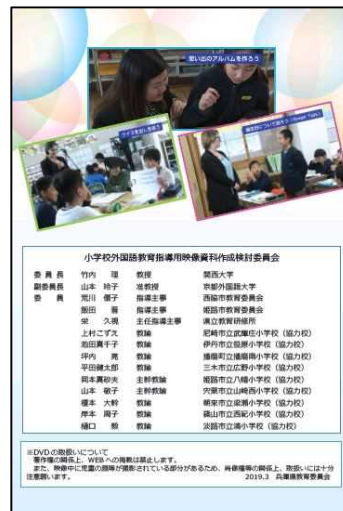 思い出のアルバムを作ろう
クイズを出し合おう
小学校外国語教育指導用映像資料作成検討委員会
委員長 竹内 理 教授 関西大学
副委員長 山本 玲子 准教授 京都外国語大学
委員 荒川 優子 指導主事 西脇市教育委員会
飯田 指導主事 姫路市教育委員会
栄 久視 主任指導主事 県立教育研修所
上村こずえ 教諭 尼崎市立武庫庄小学校(協力校)
池田真千子 教諭 伊丹市立笹原小学校(協力校)
坪内 亮 教諭 播磨町立播磨南小学校(協力校)
平田健太郎 教諭 三木市立広野小学校(協力校)
岡本真砂夫 主幹教諭 姫路市立八幡小学校(協力校)
山本 敬子 主幹教諭 宍粟市立山崎西小学校(協力校)
榎本 大幹 教諭 朝来市立梁瀬小学校(協力校)
岸本 周子 教諭 篠山市立西紀小学校(協力校)
樋口 毅 教諭 淡路市立浦小学校(協力校)
※DVDの取扱いについて
著作権の関係上、WEBへの掲載は禁止します。
また、映像中に児童の顔等が撮影されている部分があるため、肖像権等の関係上、取扱いには十分
注意願います。 2019.3 兵庫県教育委員会